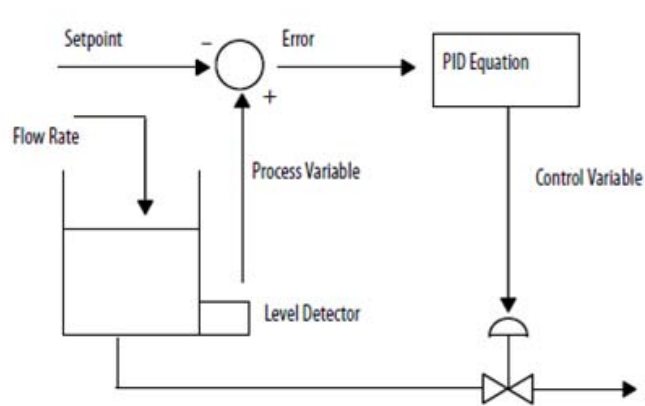 Setpoint
−
Error
PID Equation
+
Flow Rate
Process Variable
Control Variable
Level Detector